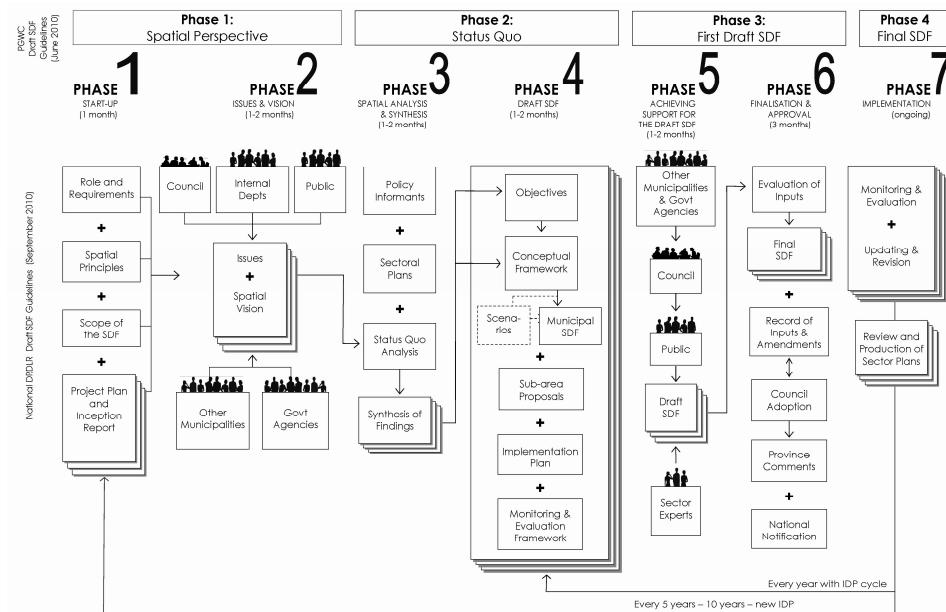 PGWC
Draft SDF
Guidelines
(June 2010)
Phase 1:
Spatial Perspective
Phase 2:
Status Quo
Phase 3:
First Draft SDF
Phase 4
Final SDF
PHASE 1
START-UP
(1 month)
PHASE 2
ISSUES & VISION
(1-2 months)
PHASE 3
SPATIAL ANALYSIS
& SYNTHESIS
(1-2 months)
PHASE 4
DRAFT SDF
(1-2 months)
PHASE 5
ACHIEVING
SUPPORT FOR
THE DRAFT SDF
(1-2 months)
PHASE 6
FINALISATION &
APPROVAL
(3 months)
PHASE 7
IMPLEMENTATION
(ongoing)
National DRDLR Draft SDF Guidelines (September 2010)
Role and
Requirements
+
Spatial
Principles
+
Scope of
the SDF
+
Project Plan
and
Inception
Report
Council
Internal
Depts
Public
Issues
+
Spatial
Vision
Other
Municipalities
Govt
Agencies
Policy
Informants
+
Sectoral
Plans
+
Status Quo
Analysis
Synthesis of
Findings
Objectives
Conceptual
Framework
Scena-
rios
Municipal
SDF
+
Sub-area
Proposals
+
Implementation
Plan
+
Monitoring &
Evaluation
Framework
Other
Municipalities
& Govt
Agencies
Council
Public
Draft
SDF
Sector
Experts
Evaluation of
Inputs
Final
SDF
+
Record of
Inputs &
Amendments
Council
Adoption
Province
Comments
+
National
Notification
Monitoring &
Evaluation
+
Updating &
Revision
Review and
Production of
Sector Plans
Every year with IDP cycle
Every 5 years – 10 years – new IDP